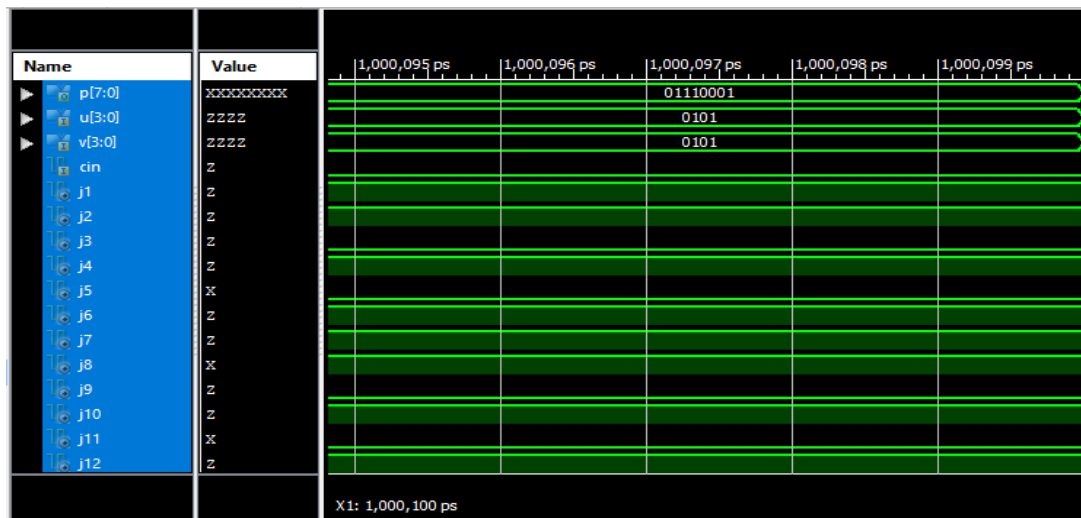 Name Value 1,000,095 ps 1,000,096 ps 1,000,097 ps 1,000,098 ps 1,000,099 ps
p[7:0] XXXXXXXX 01110001
u[3:0] ZZZZ 0101
v[3:0] ZZZZ 0101
cin Z
j1 Z
j2 Z
j3 Z
j4 Z
j5 X
j6 Z
j7 Z
j8 X
j9 Z
j10 Z
j11 X
j12 Z
X1: 1,000,100 ps